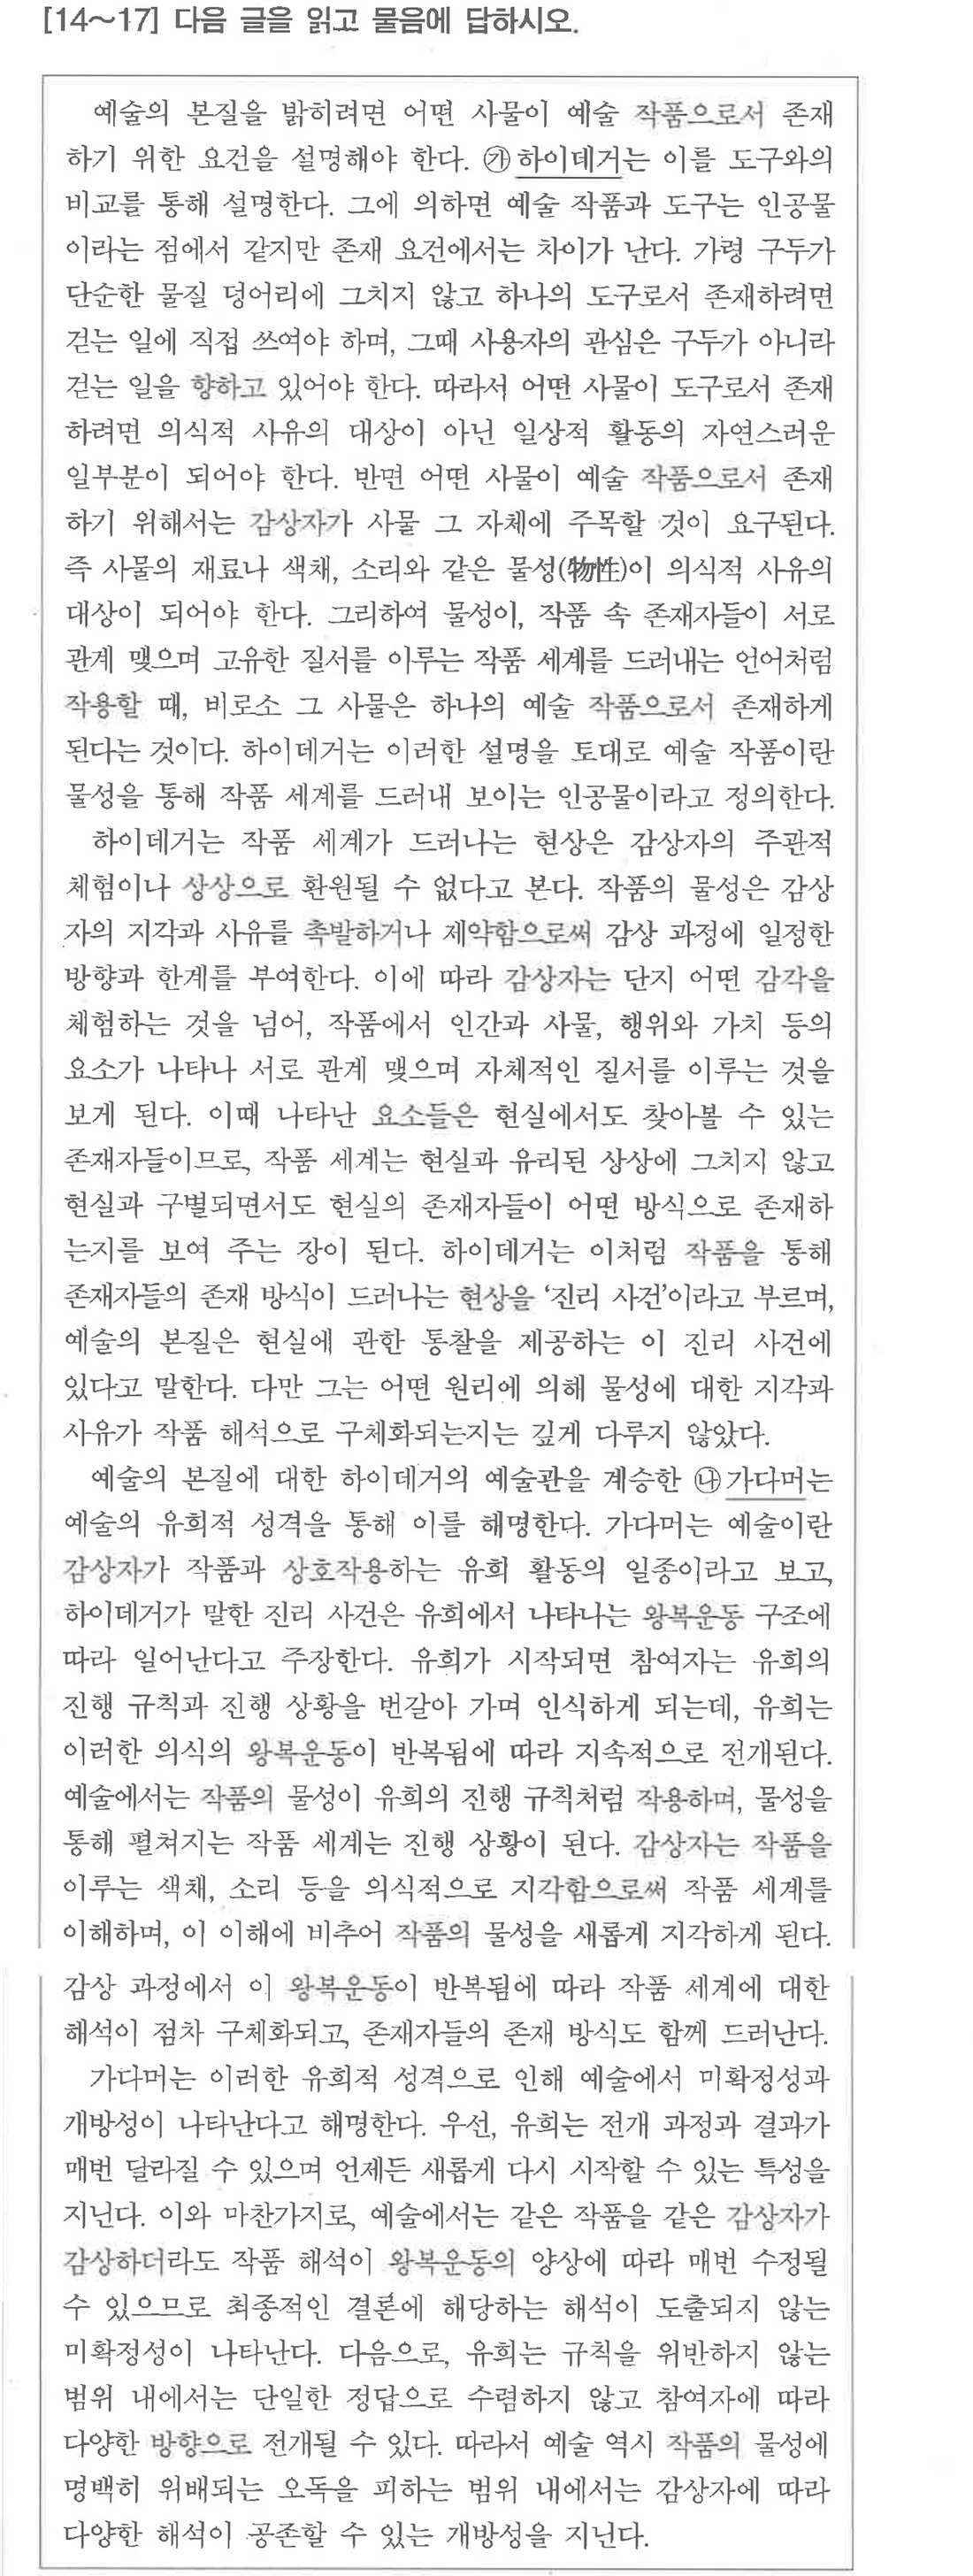 [14～17] 다음 글을 읽고 물음에 답하시오.
예술의 본질을 밝히려면 어떤 사물이 예술 작품으로서 존재
하기 위한 요건을 설명해야 한다. ㉮하이데거는 이를 도구와의
비교를 통해 설명한다. 그에 의하면 예술 작품과 도구는 인공물
이라는 점에서 같지만 존재 요건에서는 차이가 난다. 가령 구두가
단순한 물질 덩어리에 그치지 않고 하나의 도구로서 존재하려면
걷는 일에 직접 쓰여야 하며, 그때 사용자의 관심은 구두가 아니라
걷는 일을 향하고 있어야 한다. 따라서 어떤 사물이 도구로서 존재
하려면 의식적 사유의 대상이 아닌 일상적 활동의 자연스러운
일부분이 되어야 한다. 반면 어떤 사물이 예술 작품으로서 존재
하기 위해서는 감상자가 사물 그 자체에 주목할 것이 요구된다.
즉 사물의 재료나 색채, 소리와 같은 물성(物性)이 의식적 사유의
대상이 되어야 한다. 그리하여 물성이, 작품 속 존재자들이 서로
관계 맺으며 고유한 질서를 이루는 작품 세계를 드러내는 언어처럼
작용할 때, 비로소 그 사물은 하나의 예술 작품으로서 존재하게
된다는 것이다. 하이데거는 이러한 설명을 토대로 예술 작품이란
물성을 통해 작품 세계를 드러내 보이는 인공물이라고 정의한다.
하이데거는 작품 세계가 드러나는 현상은 감상자의 주관적
체험이나 상상으로 환원될 수 없다고 본다. 작품의 물성은 감상
자의 지각과 사유를 촉발하거나 제약함으로써 감상 과정에 일정한
방향과 한계를 부여한다. 이에 따라 감상자는 단지 어떤 감각을
체험하는 것을 넘어, 작품에서 인간과 사물, 행위와 가치 등의
요소가 나타나 서로 관계 맺으며 자체적인 질서를 이루는 것을
보게 된다. 이때 나타난 요소들은 현실에서도 찾아볼 수 있는
존재자들이므로, 작품 세계는 현실과 유리된 상상에 그치지 않고
현실과 구별되면서도 현실의 존재자들이 어떤 방식으로 존재하
는지를 보여 주는 장이 된다. 하이데거는 이처럼 작품을 통해
존재자들의 존재 방식이 드러나는 현상을 ‘진리 사건’이라고 부르며,
예술의 본질은 현실에 관한 통찰을 제공하는 이 진리 사건에
있다고 말한다. 다만 그는 어떤 원리에 의해 물성에 대한 지각과
사유가 작품 해석으로 구체화되는지는 깊게 다루지 않았다.
예술의 본질에 대한 하이데거의 예술관을 계승한 ㉯가다머는
예술의 유희적 성격을 통해 이를 해명한다. 가다머는 예술이란
감상자가 작품과 상호작용하는 유희 활동의 일종이라고 보고,
하이데거가 말한 진리 사건은 유희에서 나타나는 왕복운동 구조에
따라 일어난다고 주장한다. 유희가 시작되면 참여자는 유희의
진행 규칙과 진행 상황을 번갈아 가며 인식하게 되는데, 유희는
이러한 의식의 왕복운동이 반복됨에 따라 지속적으로 전개된다.
예술에서는 작품의 물성이 유희의 진행 규칙처럼 작용하며, 물성을
통해 펼쳐지는 작품 세계는 진행 상황이 된다. 감상자는 작품을
이루는 색채, 소리 등을 의식적으로 지각함으로써 작품 세계를
이해하며, 이 이해에 비추어 작품의 물성을 새롭게 지각하게 된다.
감상 과정에서 이 왕복운동이 반복됨에 따라 작품 세계에 대한
해석이 점차 구체화되고, 존재자들의 존재 방식도 함께 드러난다.
가다머는 이러한 유희적 성격으로 인해 예술에서 미확정성과
개방성이 나타난다고 해명한다. 우선, 유희는 전개 과정과 결과가
매번 달라질 수 있으며 언제든 새롭게 다시 시작할 수 있는 특성을
지닌다. 이와 마찬가지로, 예술에서는 같은 작품을 같은 감상자가
감상하더라도 작품 해석이 왕복운동의 양상에 따라 매번 수정될
수 있으므로 최종적인 결론에 해당하는 해석이 도출되지 않는
미확정성이 나타난다. 다음으로, 유희는 규칙을 위반하지 않는
범위 내에서는 단일한 정답으로 수렴하지 않고 참여자에 따라
다양한 방향으로 전개될 수 있다. 따라서 예술 역시 작품의 물성에
명백히 위배되는 오독을 피하는 범위 내에서는 감상자에 따라
다양한 해석이 공존할 수 있는 개방성을 지닌다.